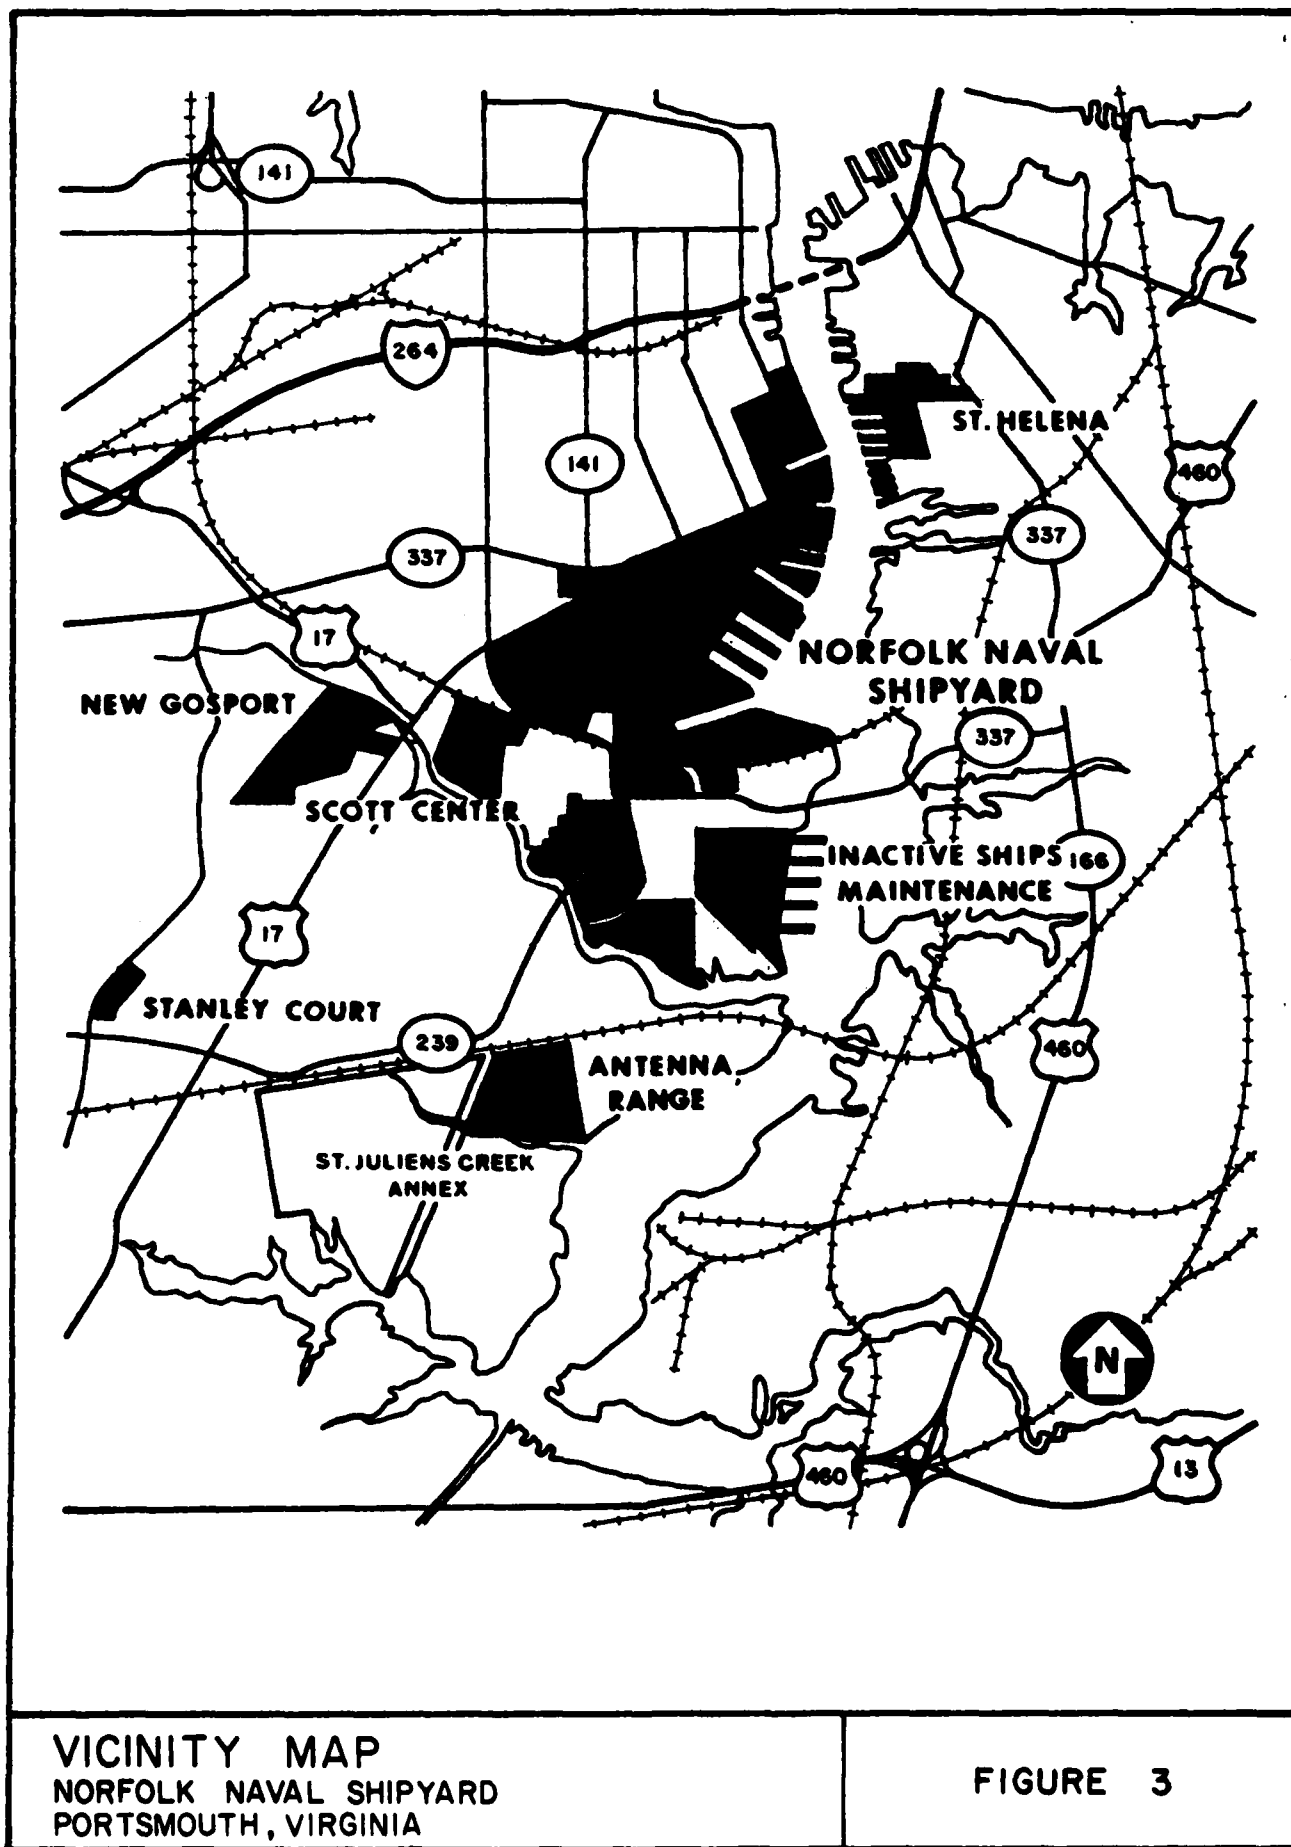 141
264
ST. HELENA
141
460
337
337
17
NORFOLK NAVAL
SHIPYARD
NEW GOSPORT
337
SCOTT CENTER
INACTIVE SHIPS
MAINTENANCE
166
17
STANLEY COURT
239
460
ANTENNA
RANGE
ST. JULIENS CREEK
ANNEX
N
460
13
VICINITY MAP
NORFOLK NAVAL SHIPYARD
PORTSMOUTH, VIRGINIA
FIGURE 3